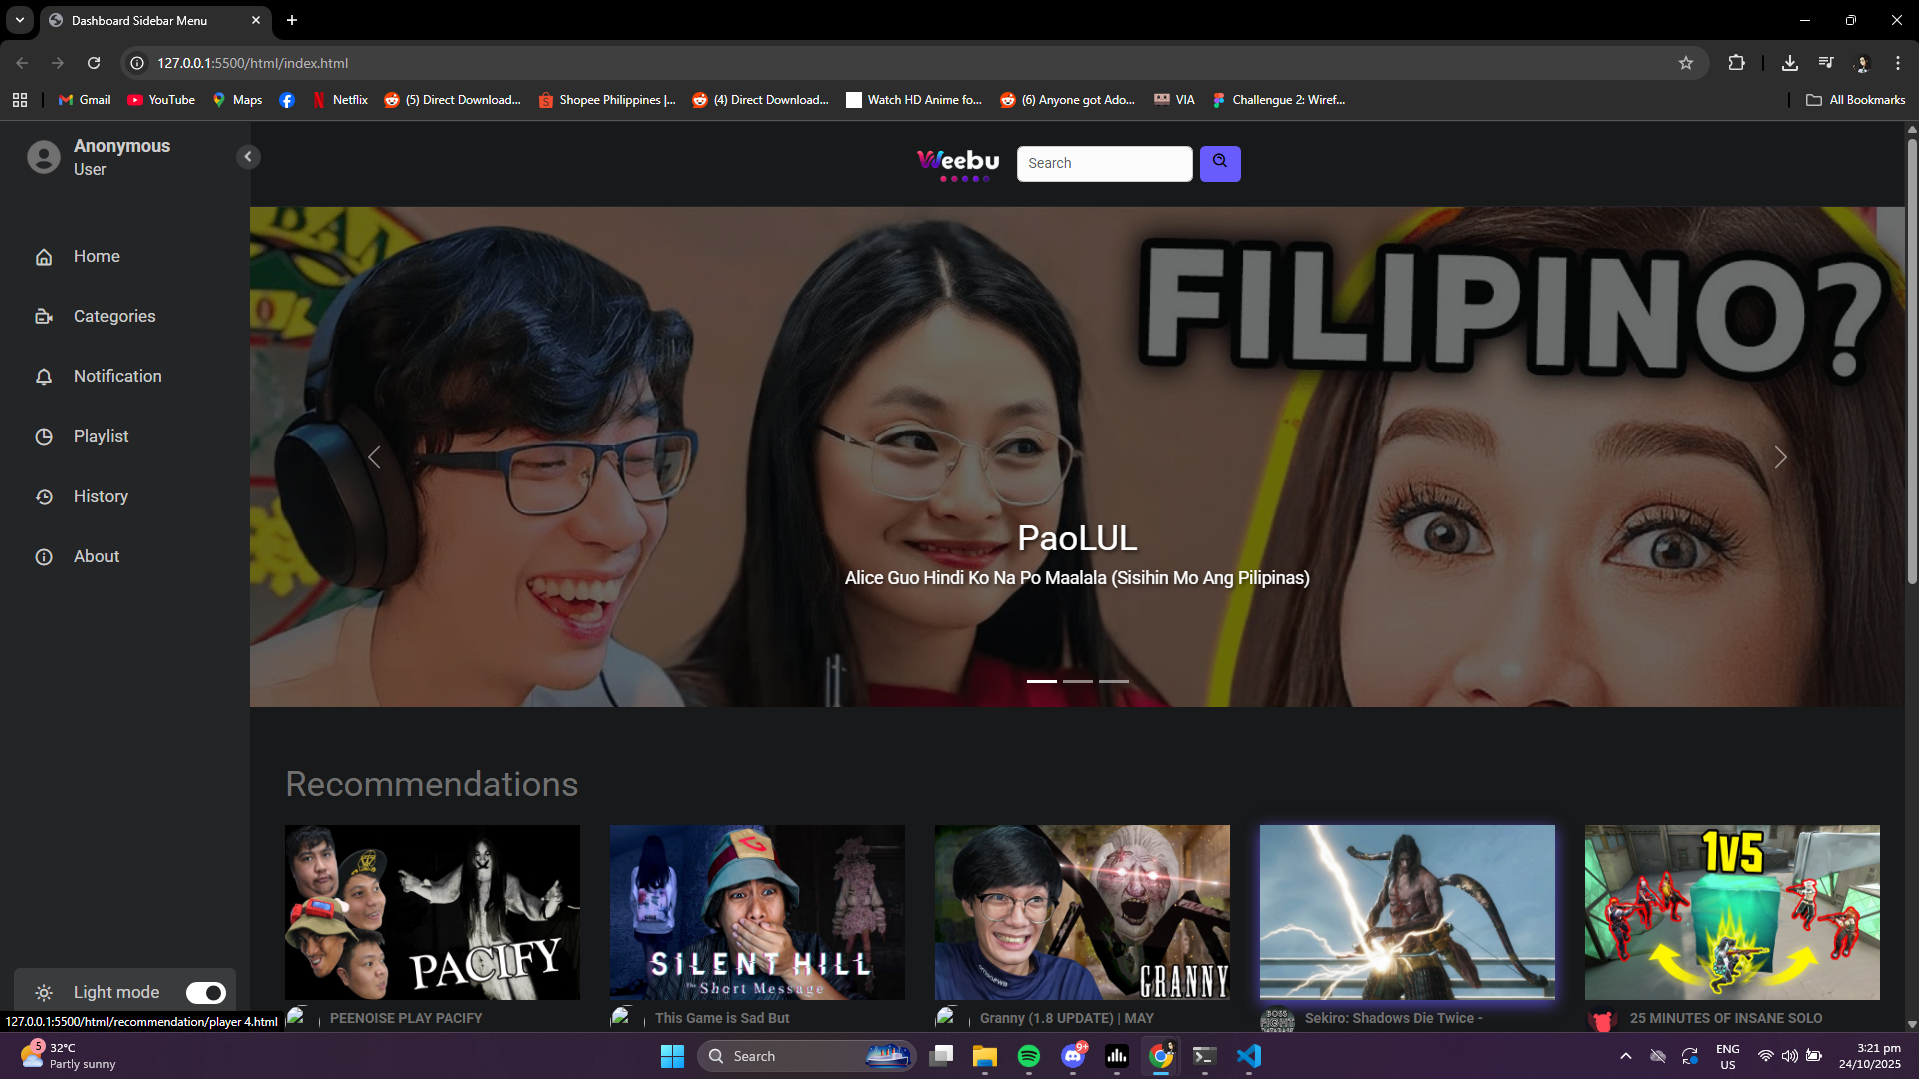 Dashboard Sidebar Menu
127.0.0.1:5500/html/index.html
Gmail
YouTube
Maps
Netflix
(5) Direct Download...
Shopee Philippines |...
(4) Direct Download...
Watch HD Anime fo...
(6) Anyone got Ado...
VIA
Challengue 2: Wiref...
All Bookmarks
Anonymous
User
Weebu
Search
Home
Categories
Notification
Playlist
History
About
FILIPINO?
PaoLUL
Alice Guo Hindi Ko Na Po Maalala (Sisihin Mo Ang Pilipinas)
Recommendations
PACIFY
SILENT HILL
The Short Message
GRANNY
1V5
Light mode
PEENOISE PLAY PACIFY
This Game is Sad But
Granny (1.8 UPDATE) | MAY
BOSS FIGHT DATABASE
Sekiro: Shadows Die Twice -
25 MINUTES OF INSANE SOLO
127.0.0.1:5500/html/recommendation/player 4.html
5
32°C
Partly sunny
Search
9+
ENG
US
3:21 pm
24/10/2025